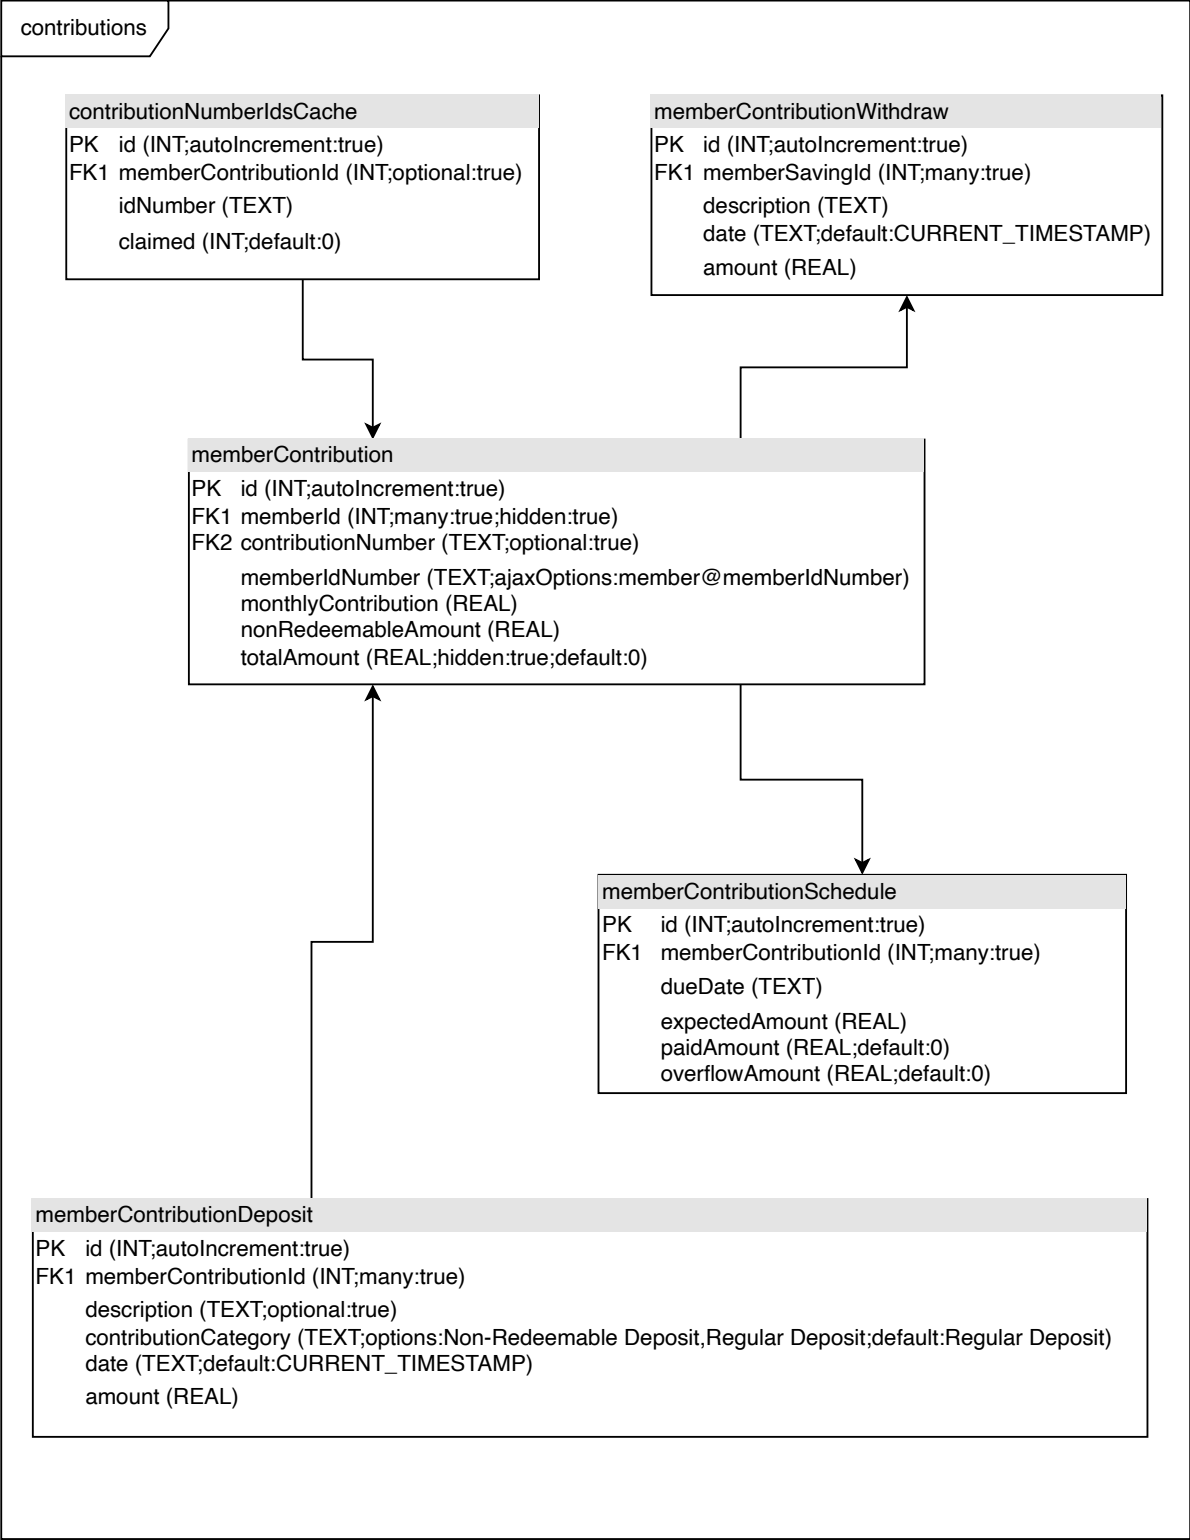 contributions
contributionNumberIdsCache
PK id (INT;autoIncrement:true)
FK1 memberContributionId (INT;optional:true)
idNumber (TEXT)
claimed (INT;default:0)
memberContributionWithdraw
PK id (INT;autoIncrement:true)
FK1 memberSavingId (INT;many:true)
description (TEXT)
date (TEXT;default:CURRENT_TIMESTAMP)
amount (REAL)
memberContribution
PK id (INT;autoIncrement:true)
FK1 memberId (INT;many:true;hidden:true)
FK2 contributionNumber (TEXT;optional:true)
memberIdNumber (TEXT;ajaxOptions:member@memberIdNumber)
monthlyContribution (REAL)
nonRedeemableAmount (REAL)
totalAmount (REAL;hidden:true;default:0)
memberContributionSchedule
PK id (INT;autoIncrement:true)
FK1 memberContributionId (INT;many:true)
dueDate (TEXT)
expectedAmount (REAL)
paidAmount (REAL;default:0)
overflowAmount (REAL;default:0)
memberContributionDeposit
PK id (INT;autoIncrement:true)
FK1 memberContributionId (INT;many:true)
description (TEXT;optional:true)
contributionCategory (TEXT;options:Non-Redeemable Deposit,Regular Deposit;default:Regular Deposit)
date (TEXT;default:CURRENT_TIMESTAMP)
amount (REAL)